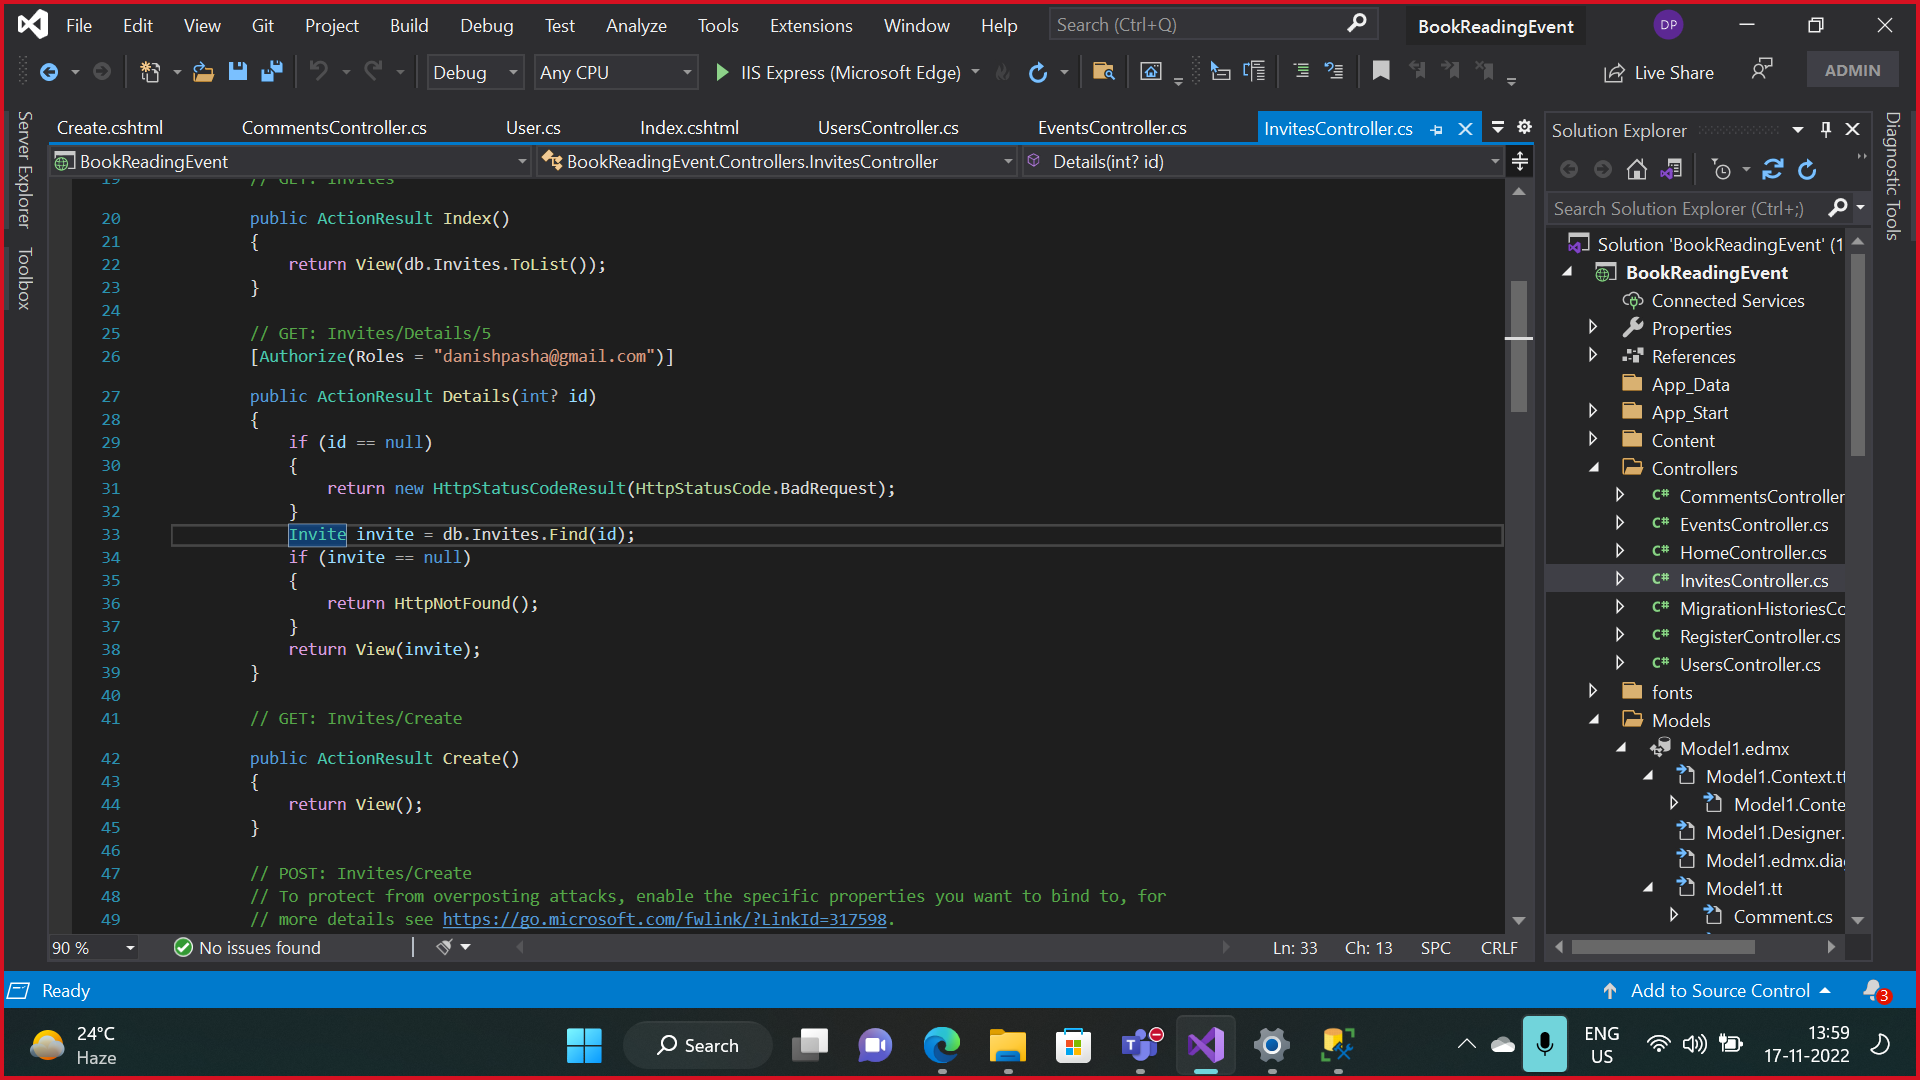 File Edit View Git Project Build Debug Test Analyze Tools Extensions Window Help Search (Ctrl+Q) BookReadingEvent DP
Debug Any CPU IIS Express (Microsoft Edge) Live Share ADMIN
Server Explorer
Toolbox
Create.cshtml CommentsController.cs User.cs Index.cshtml UsersController.cs EventsController.cs InvitesController.cs
BookReadingEvent BookReadingEvent.Controllers.InvitesController Details(int? id)
19 // GET: Invites
20 public ActionResult Index()
21 {
22 return View(db.Invites.ToList());
23 }
24
25 // GET: Invites/Details/5
26 [Authorize(Roles = "danishpasha@gmail.com")]
27 public ActionResult Details(int? id)
28 {
29 if (id == null)
30 {
31 return new HttpStatusCodeResult(HttpStatusCode.BadRequest);
32 }
33 Invite invite = db.Invites.Find(id);
34 if (invite == null)
35 {
36 return HttpNotFound();
37 }
38 return View(invite);
39 }
40
41 // GET: Invites/Create
42 public ActionResult Create()
43 {
44 return View();
45 }
46
47 // POST: Invites/Create
48 // To protect from overposting attacks, enable the specific properties you want to bind to, for
49 // more details see https://go.microsoft.com/fwlink/?LinkId=317598.
90 % No issues found Ln: 33 Ch: 13 SPC CRLF
Solution Explorer
Search Solution Explorer (Ctrl+;)
Solution 'BookReadingEvent' (1
BookReadingEvent
Connected Services
Properties
References
App_Data
App_Start
Content
Controllers
C# CommentsController
C# EventsController.cs
C# HomeController.cs
C# InvitesController.cs
C# MigrationHistoriesCo
C# RegisterController.cs
C# UsersController.cs
fonts
Models
Model1.edmx
Model1.Context.tt
Model1.Conte
Model1.Designer.
Model1.edmx.dia
Model1.tt
Comment.cs
Diagnostic Tools
Ready Add to Source Control 3
24°C
Haze
Search
ENG
US
13:59
17-11-2022